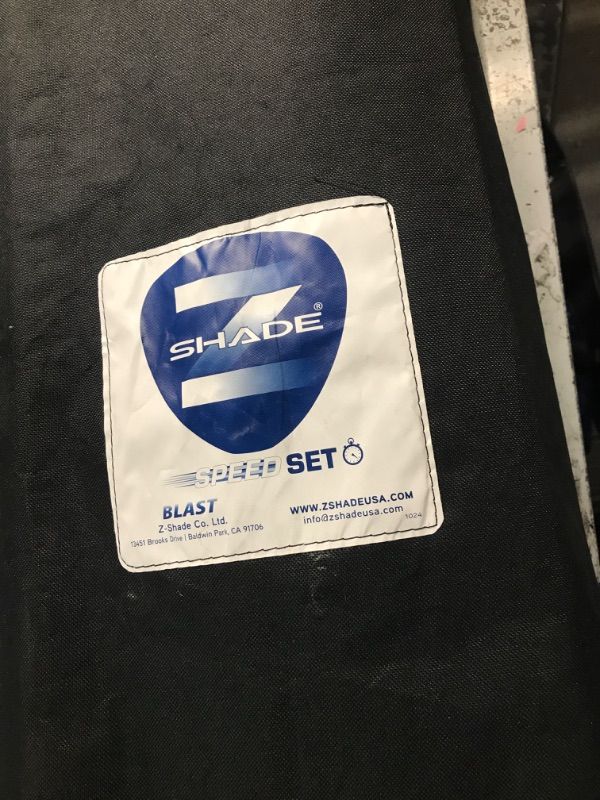 Z
SHADE®
SPEED SET
BLAST
Z-Shade Co. Ltd.
13451 Brooks Drive | Baldwin Park, CA 91706
WWW.ZSHADEUSA.COM
info@zshadeusa.com
1024